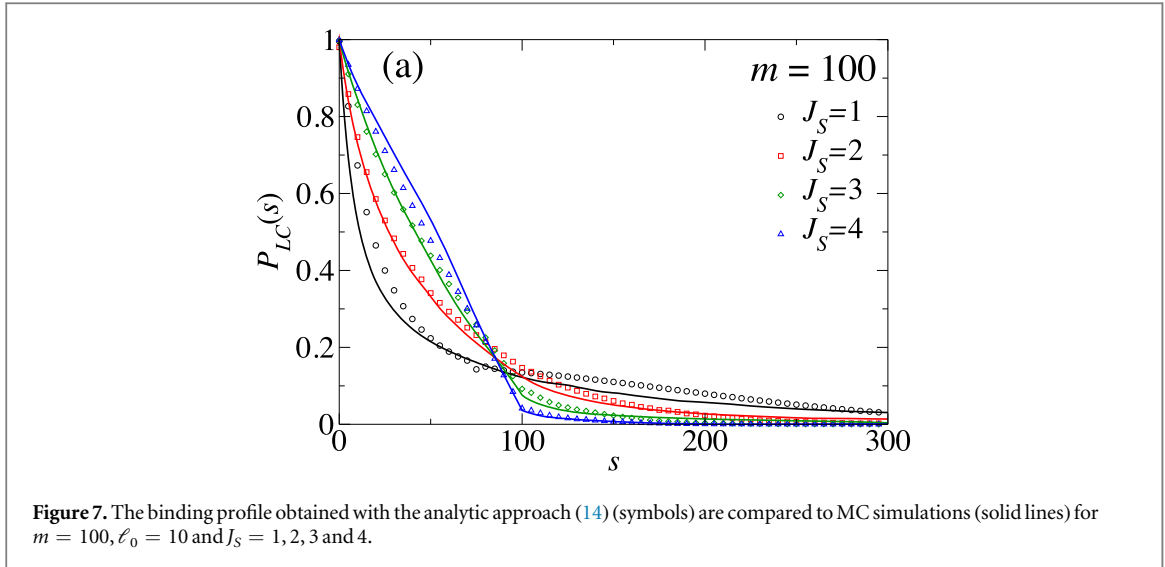 1
(a)
m = 100
J_S=1
J_S=2
J_S=3
J_S=4
0.8
0.6
0.4
0.2
0
P_LC(s)
0 100 200 300
s
Figure 7. The binding profile obtained with the analytic approach (14) (symbols) are compared to MC simulations (solid lines) for
m = 100, ℓ₀ = 10 and J_S = 1, 2, 3 and 4.